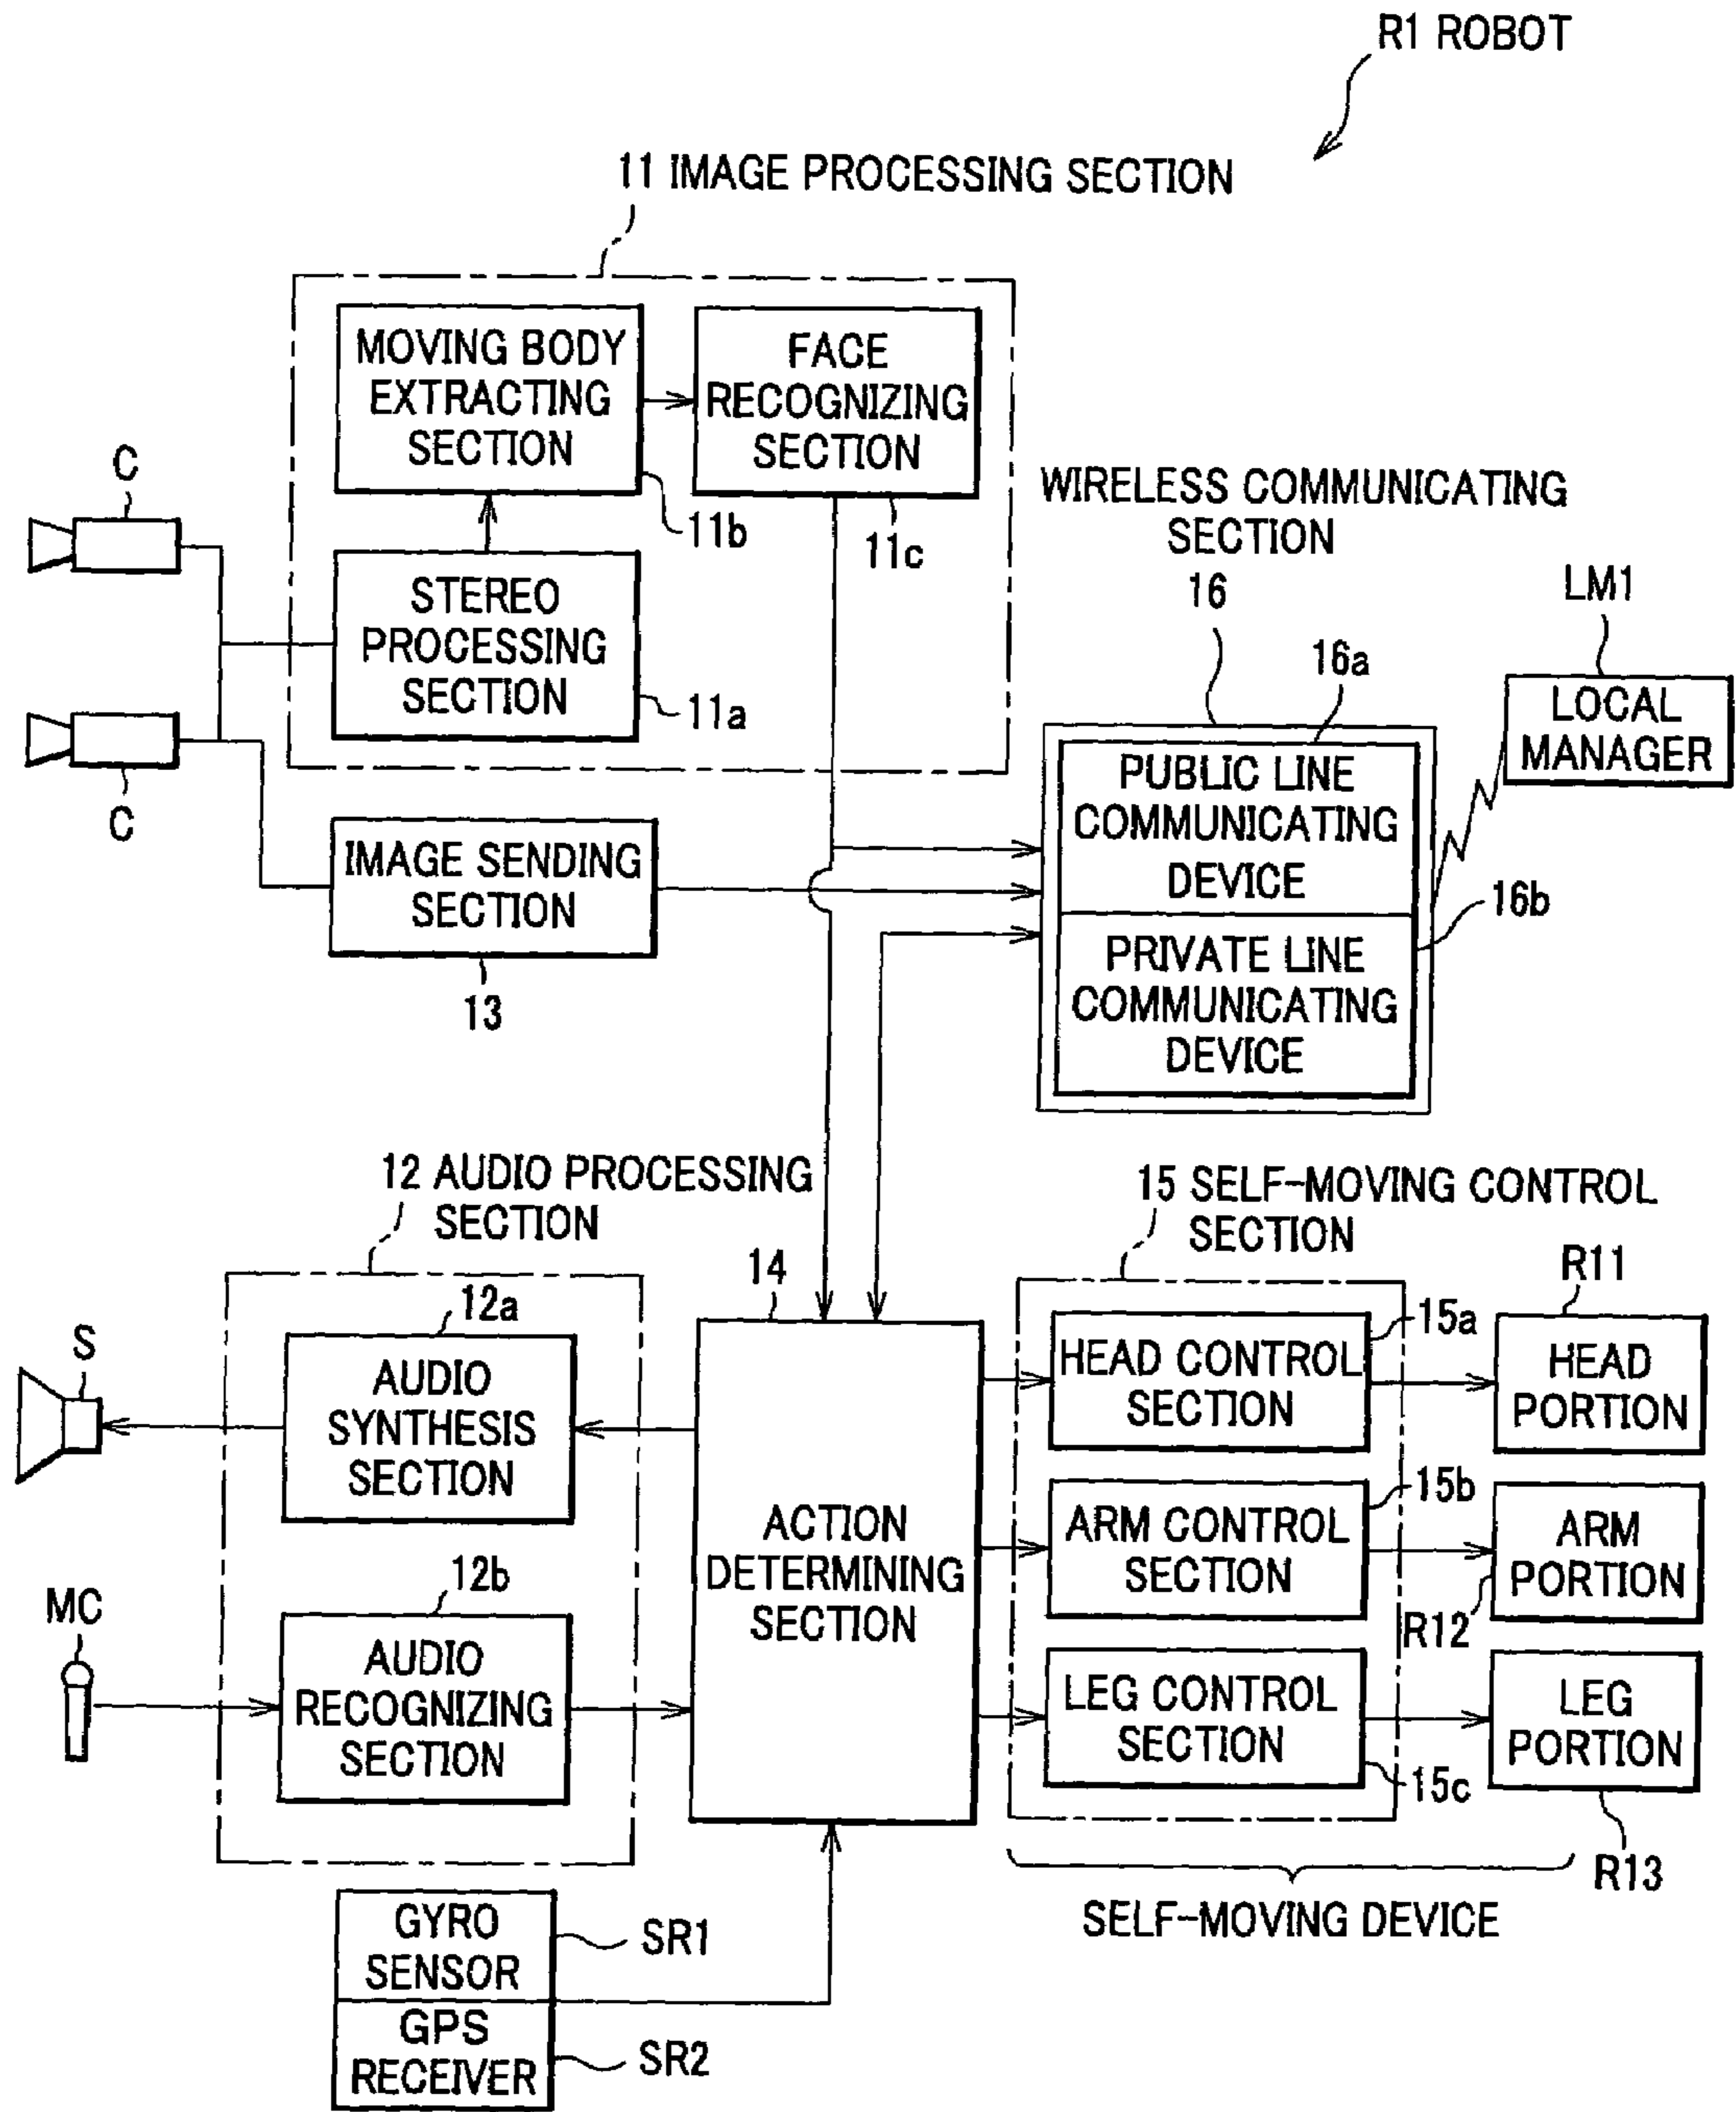 R1 ROBOT
11 IMAGE PROCESSING SECTION
MOVING BODY
EXTRACTING
SECTION
11b
FACE
RECOGNIZING
SECTION
11c
C
C
STEREO
PROCESSING
SECTION
11a
WIRELESS COMMUNICATING
SECTION
16
16a
PUBLIC LINE
COMMUNICATING
DEVICE
16b
PRIVATE LINE
COMMUNICATING
DEVICE
LM1
LOCAL
MANAGER
IMAGE SENDING
SECTION
13
12 AUDIO PROCESSING
SECTION
12a
AUDIO
SYNTHESIS
SECTION
S
12b
AUDIO
RECOGNIZING
SECTION
MC
14
ACTION
DETERMINING
SECTION
15 SELF-MOVING CONTROL
SECTION
15a
HEAD CONTROL
SECTION
R11
HEAD
PORTION
15b
ARM CONTROL
SECTION
R12
ARM
PORTION
LEG CONTROL
SECTION
15c
LEG
PORTION
R13
SELF-MOVING DEVICE
GYRO
SENSOR
SR1
GPS
RECEIVER
SR2